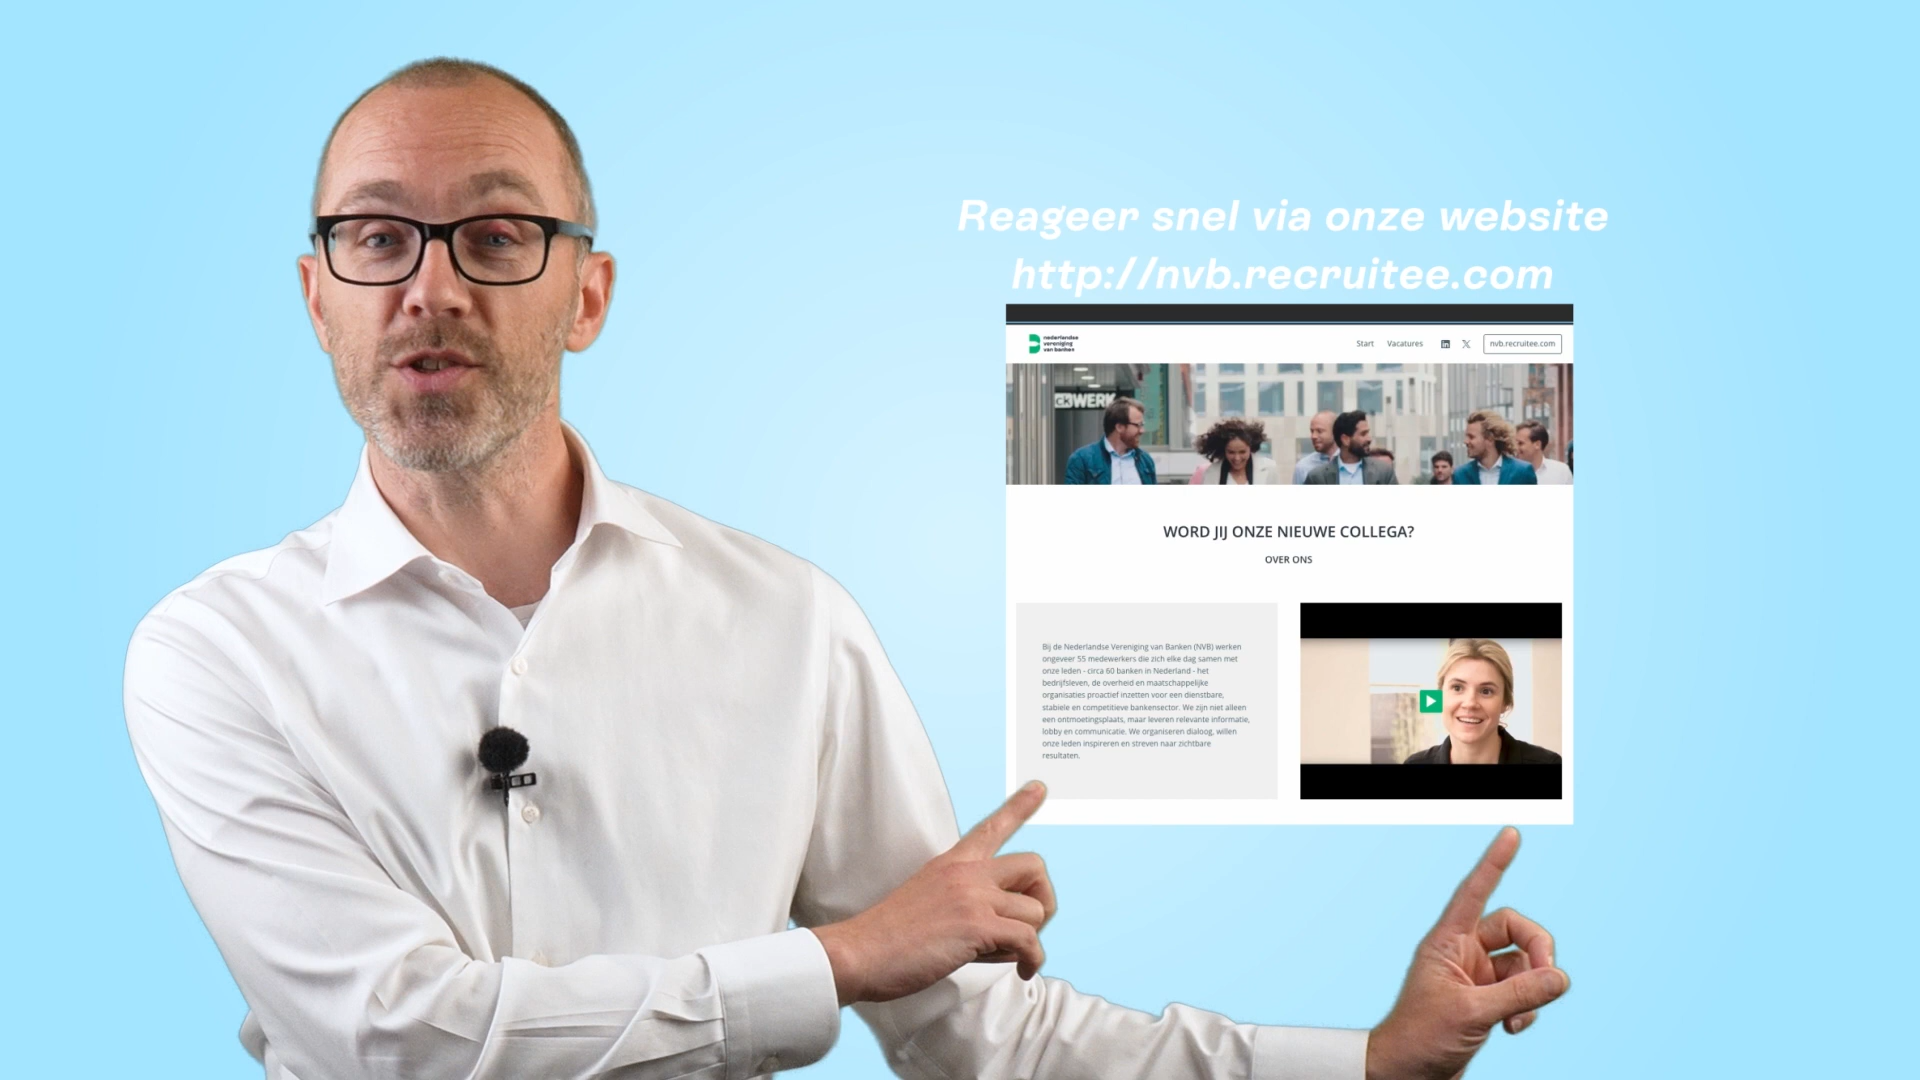 Reageer snel via onze website
http://nvb.recruitee.com
nederlandse
vereniging
van banken
Start Vacatures nvb.recruitee.com
CKWERK
WORD JIJ ONZE NIEUWE COLLEGA?
OVER ONS
Bij de Nederlandse Vereniging van Banken (NVB) werken
ongeveer 55 medewerkers die zich elke dag samen met
onze leden - circa 60 banken in Nederland - het
bedrijfsleven, de overheid en maatschappelijke
organisaties proactief inzetten voor een dienstbare,
stabiele en competitieve bankensector. We zijn niet alleen
een ontmoetingsplaats, maar leveren relevante informatie,
lobby en communicatie. We organiseren dialoog, willen
onze leden inspireren en streven naar zichtbare
resultaten.